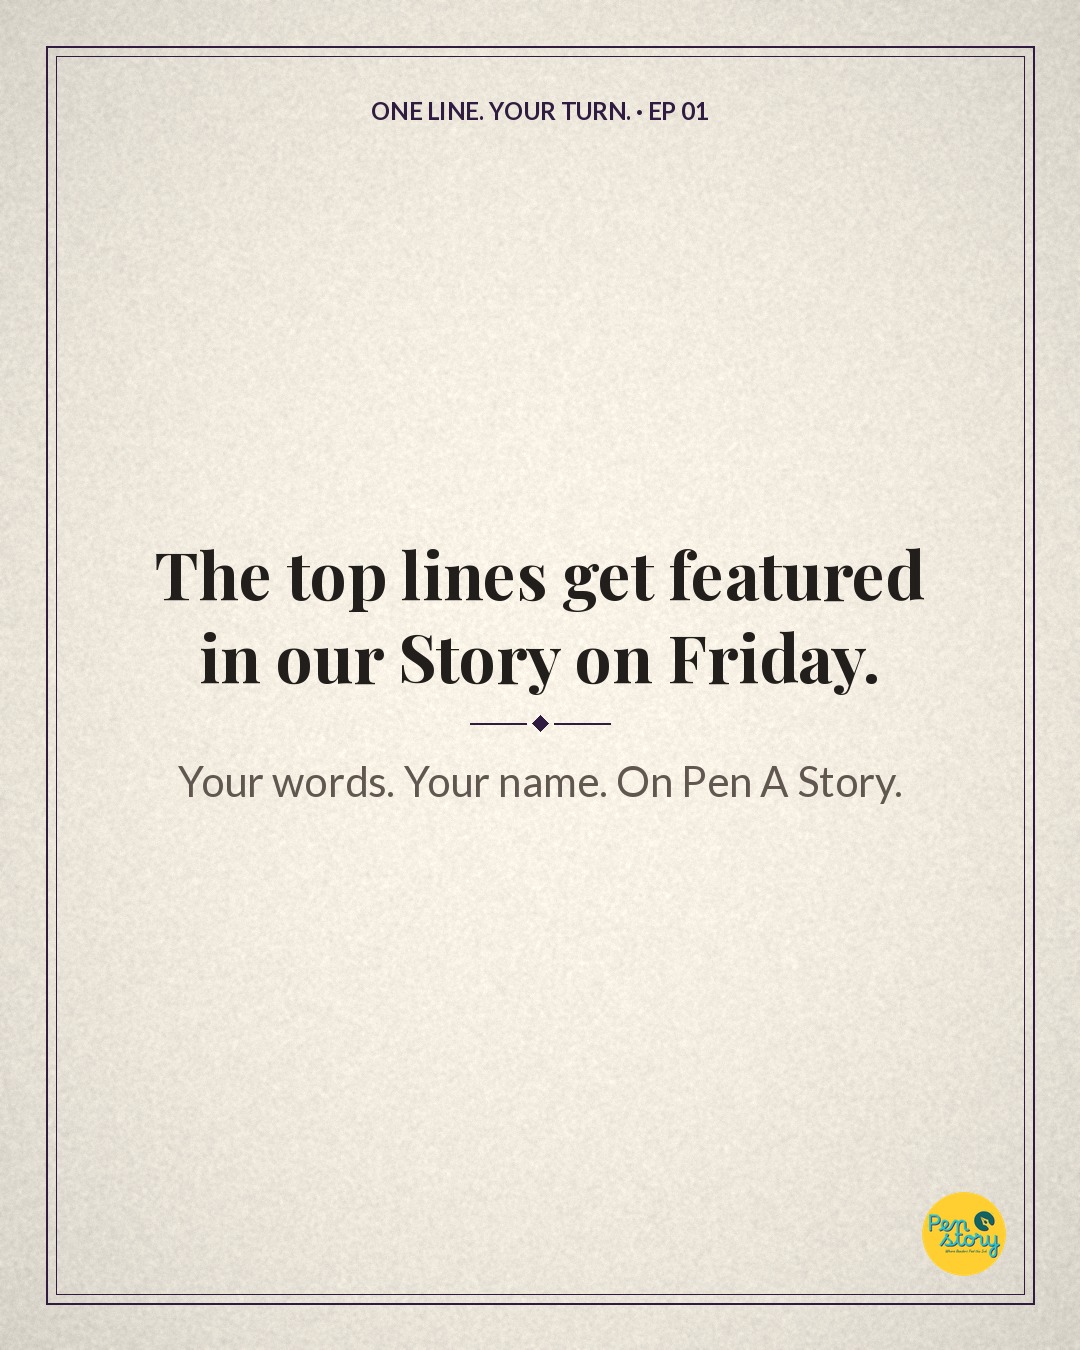 ONE LINE. YOUR TURN. • EP 01
The top lines get featured
in our Story on Friday.
Your words. Your name. On Pen A Story.
Pen
story